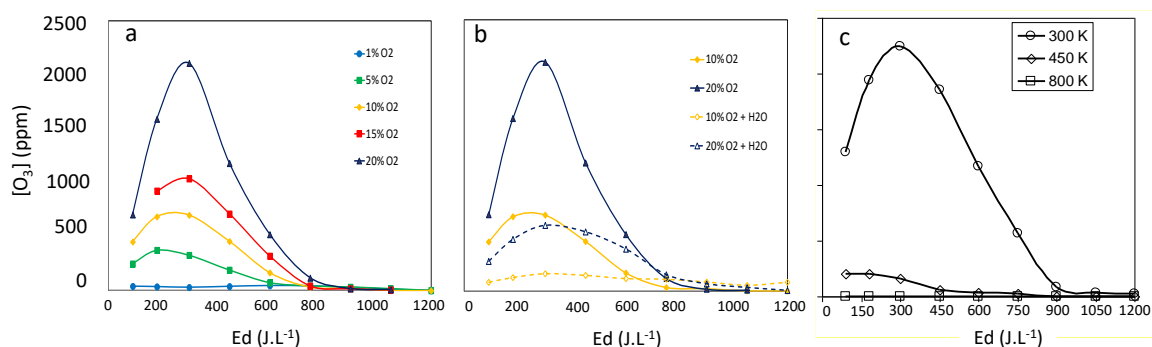 [O3] (ppm)
2500
2000
1500
1000
500
0
a
1% O2
5% O2
10% O2
15% O2
20% O2
0 200 400 600 800 1000 1200
Ed (J.L-1)
b
10% O2
20% O2
10% O2 + H2O
20% O2 + H2O
0 200 400 600 800 1000 1200
Ed (J.L-1)
c
300 K
450 K
800 K
0 150 300 450 600 750 900 1050 1200
Ed (J.L-1)